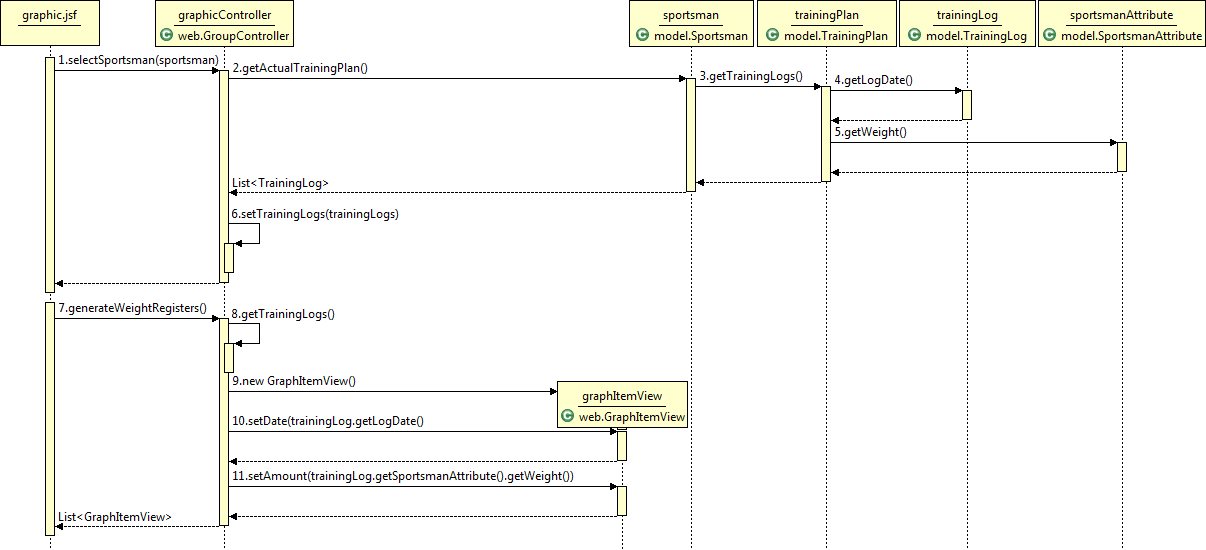 graphic.jsf
graphicController
C web.GroupController
sportsman
C model.Sportsman
trainingPlan
C model.TrainingPlan
trainingLog
C model.TrainingLog
sportsmanAttribute
C model.SportsmanAttribute
1.selectSportsman(sportsman)
2.getActualTrainingPlan()
3.getTrainingLogs()
4.getLogDate()
5.getWeight()
List<TrainingLog>
6.setTrainingLogs(trainingLogs)
7.generateWeightRegisters()
8.getTrainingLogs()
9.new GraphItemView()
graphItemView
C web.GraphItemView
10.setDate(trainingLog.getLogDate()
11.setAmount(trainingLog.getSportsmanAttribute().getWeight())
List<GraphItemView>